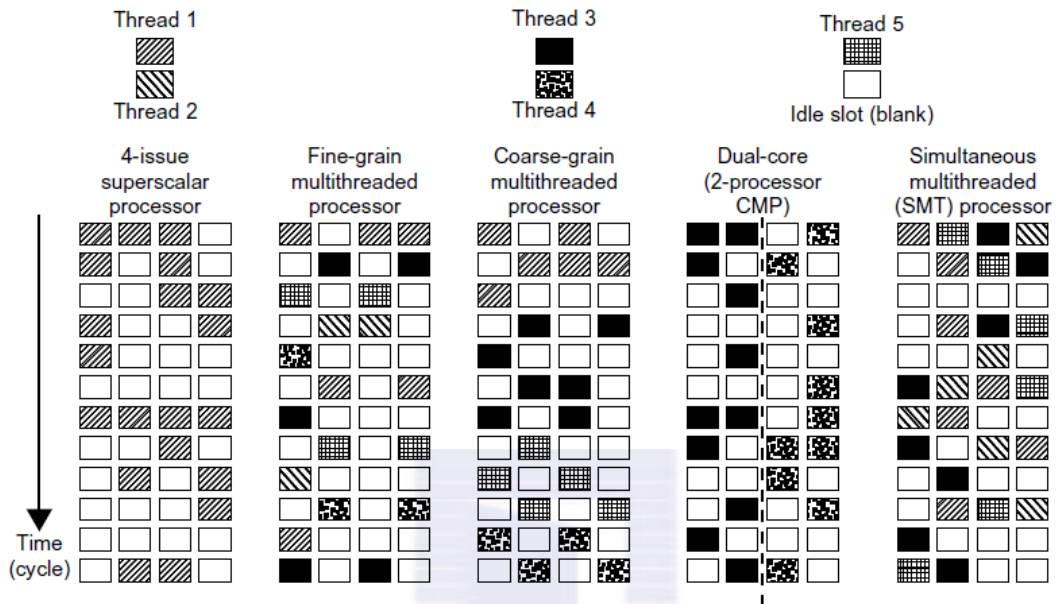 Thread 1
Thread 3
Thread 5
Thread 2
Thread 4
Idle slot (blank)
4-issue
superscalar
processor
Fine-grain
multithreaded
processor
Coarse-grain
multithreaded
processor
Dual-core
(2-processor
CMP)
Simultaneous
multithreaded
(SMT) processor
Time
(cycle)